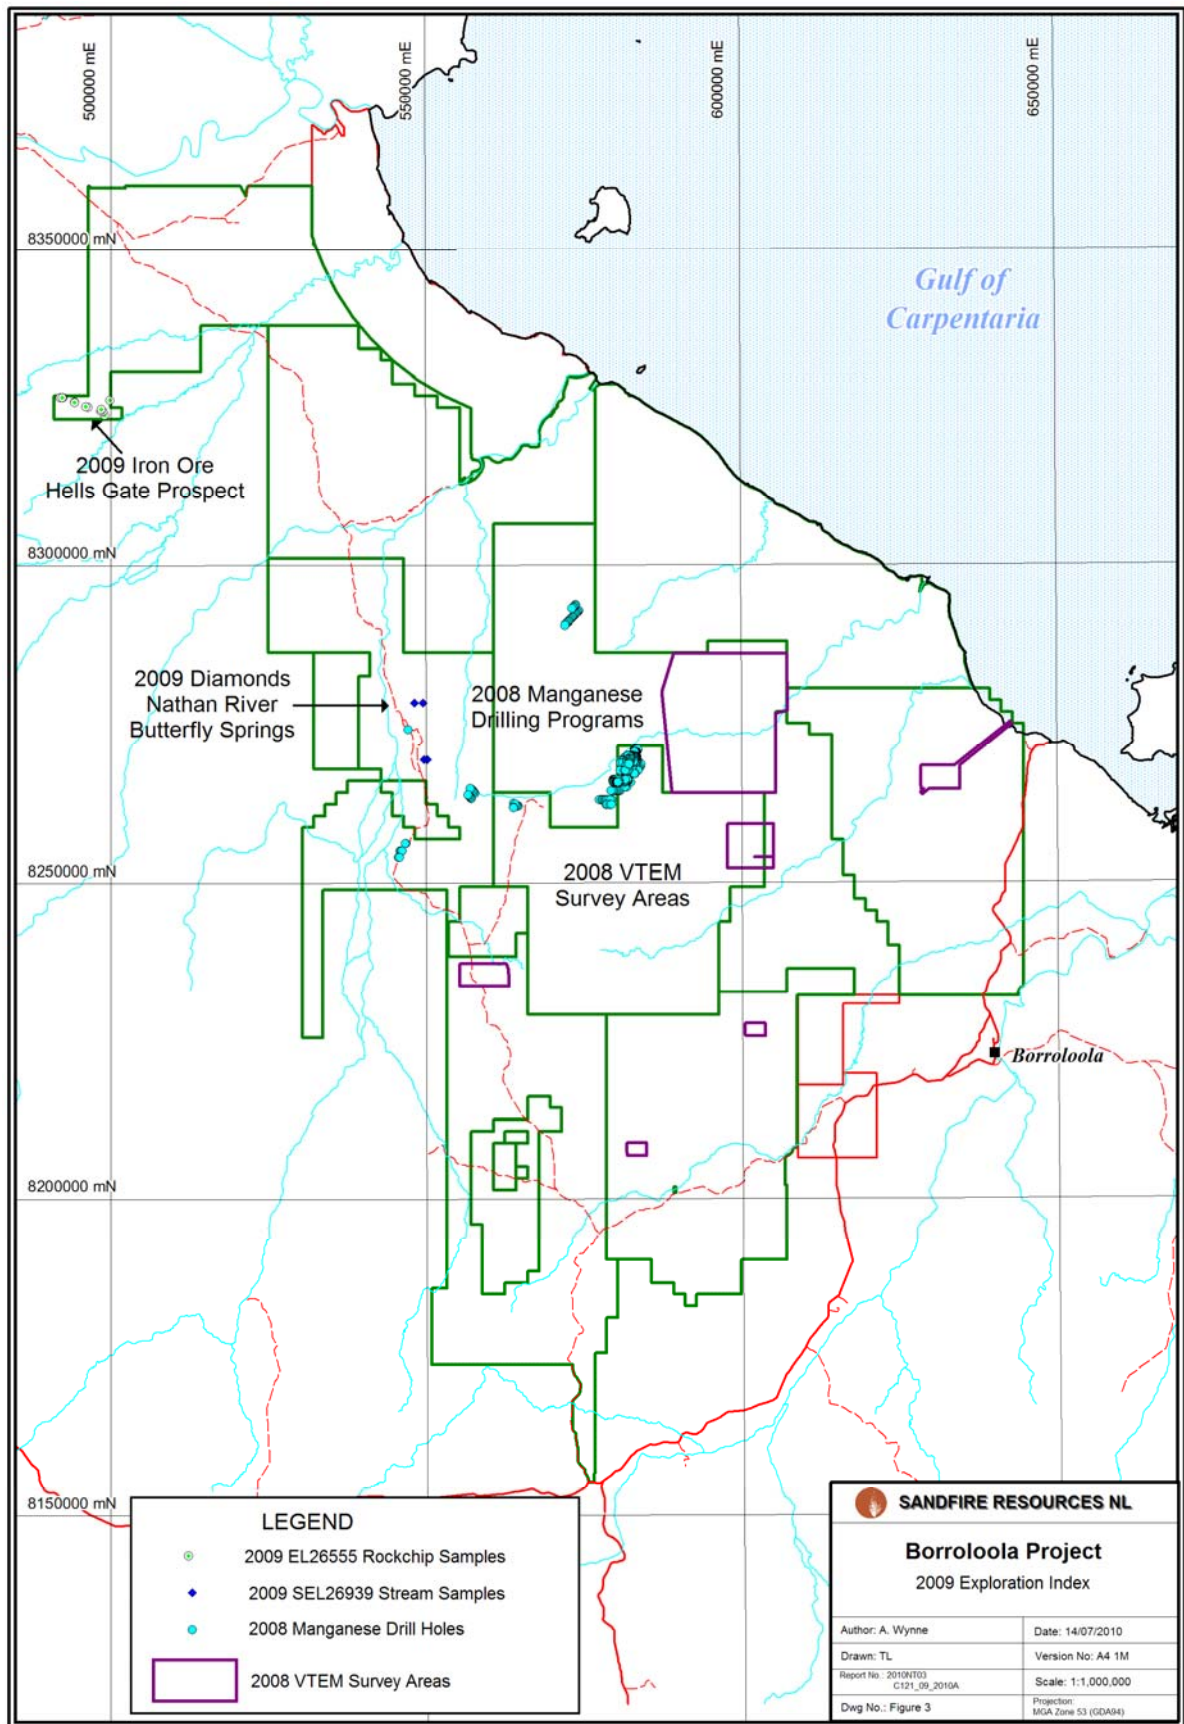 500000 mE
550000 mE
600000 mE
650000 mE
8350000 mN
Gulf of
Carpentaria
2009 Iron Ore
Hells Gate Prospect
8300000 mN
2009 Diamonds
Nathan River
Butterfly Springs
2008 Manganese
Drilling Programs
8250000 mN
2008 VTEM
Survey Areas
Borroloola
8200000 mN
8150000 mN
LEGEND
2009 EL26555 Rockchip Samples
2009 SEL26939 Stream Samples
2008 Manganese Drill Holes
2008 VTEM Survey Areas
SANDFIRE RESOURCES NL
Borroloola Project
2009 Exploration Index
Author: A. Wynne
Date: 14/07/2010
Drawn: TL
Version No: A4 1M
Report No.: 2010NT03
C121_09_2010A
Scale: 1:1,000,000
Dwg No.: Figure 3
Projection:
MGA Zone 53 (GDA94)